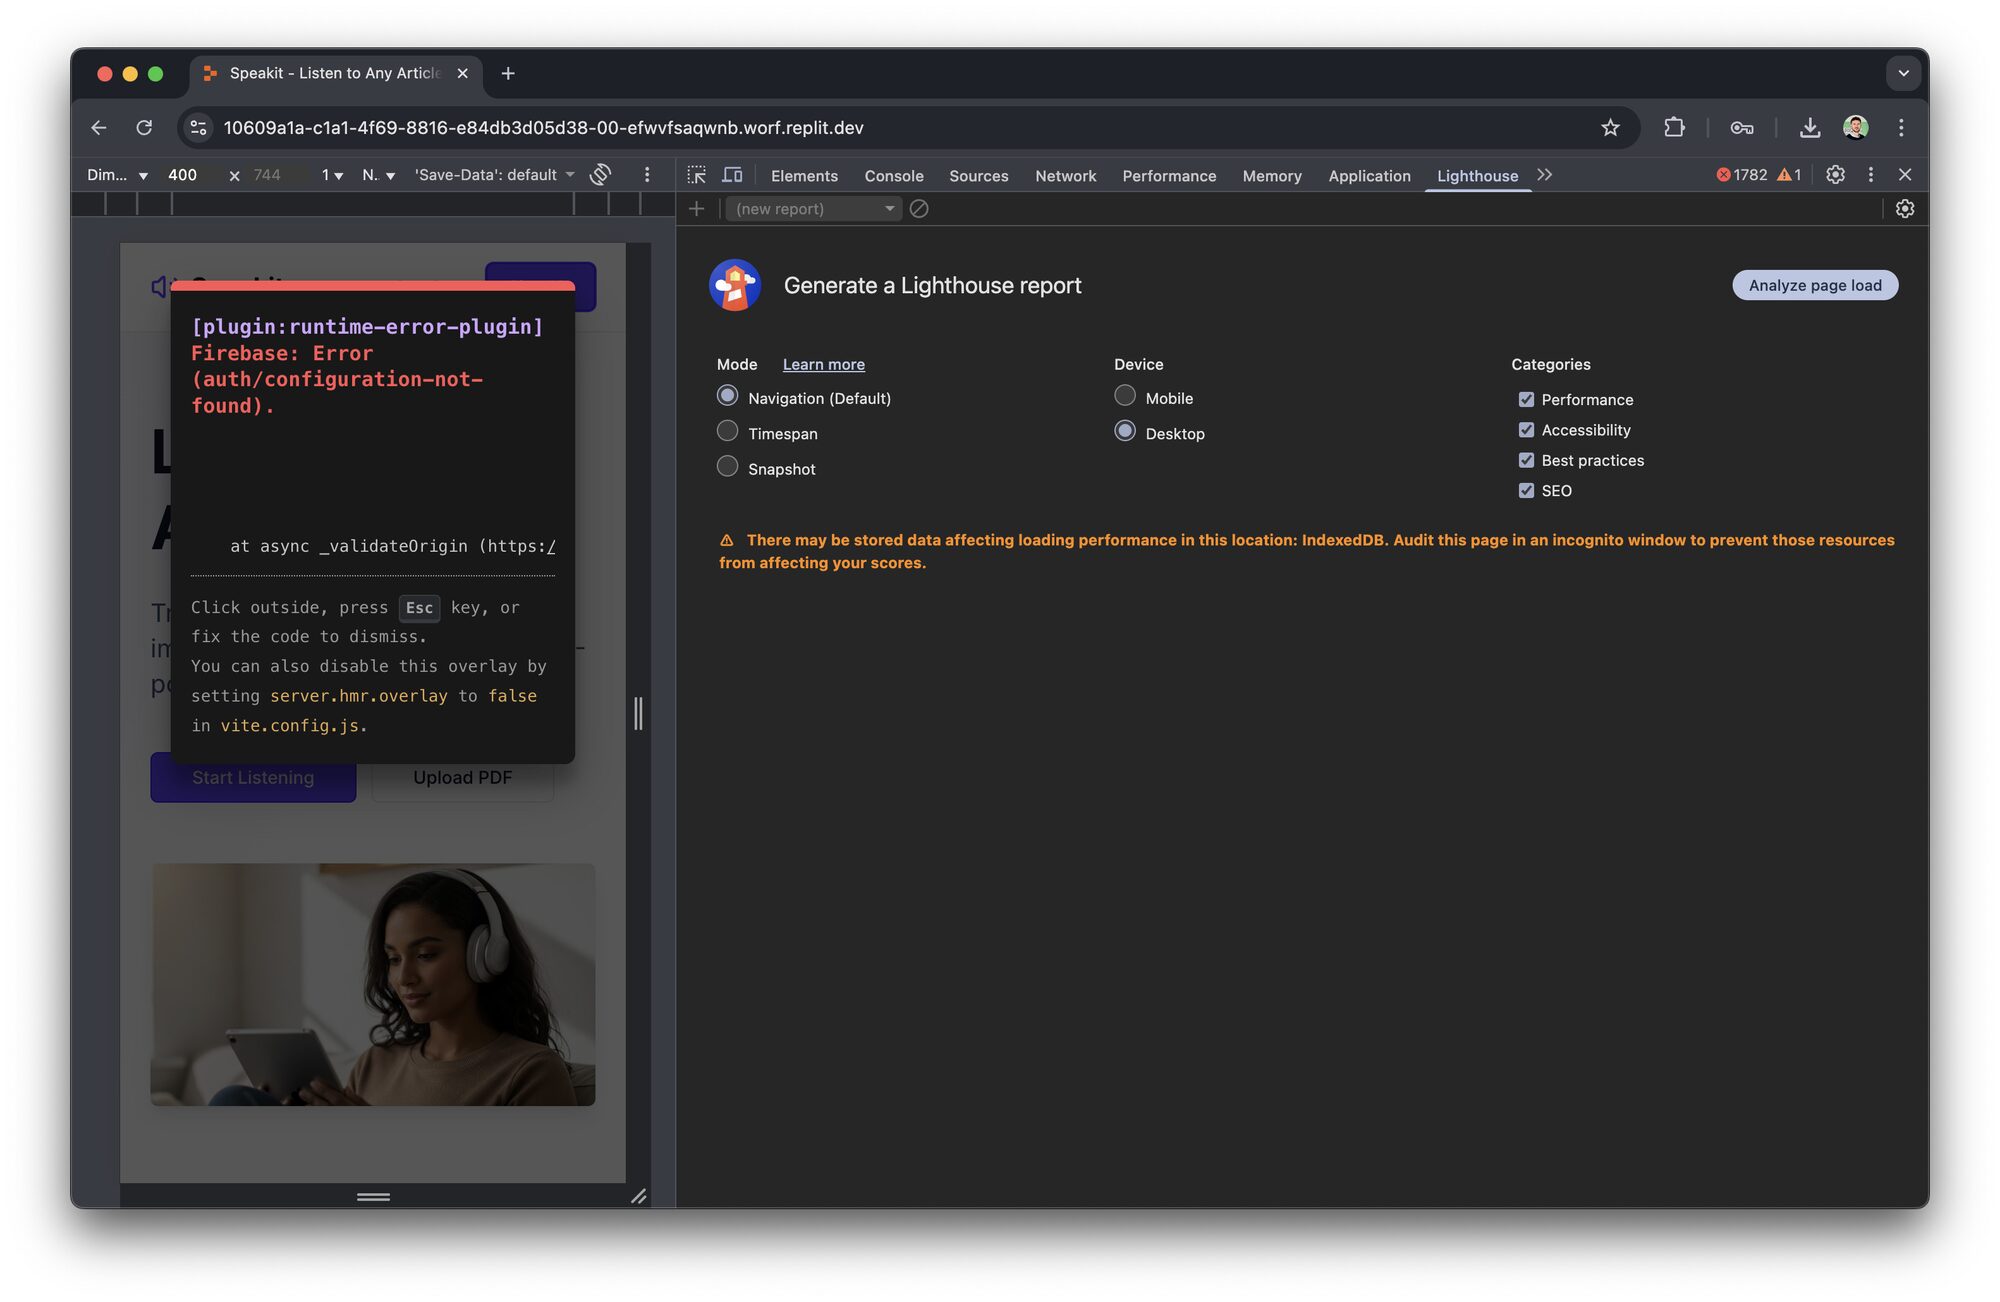 Speakit - Listen to Any Article
10609a1a-c1a1-4f69-8816-e84db3d05d38-00-efwvfsaqwnb.worf.replit.dev
Dim... 400 × 744 1 N. 'Save-Data': default
Elements Console Sources Network Performance Memory Application Lighthouse 1782 1
(new report)
[plugin:runtime-error-plugin]
Firebase: Error
(auth/configuration-not-
found).
at async _validateOrigin (https:/
Click outside, press Esc key, or
fix the code to dismiss.
You can also disable this overlay by
setting server.hmr.overlay to false
in vite.config.js.
Start Listening Upload PDF
Generate a Lighthouse report
Analyze page load
Mode Learn more
Navigation (Default)
Timespan
Snapshot
Device
Mobile
Desktop
Categories
Performance
Accessibility
Best practices
SEO
There may be stored data affecting loading performance in this location: IndexedDB. Audit this page in an incognito window to prevent those resources
from affecting your scores.